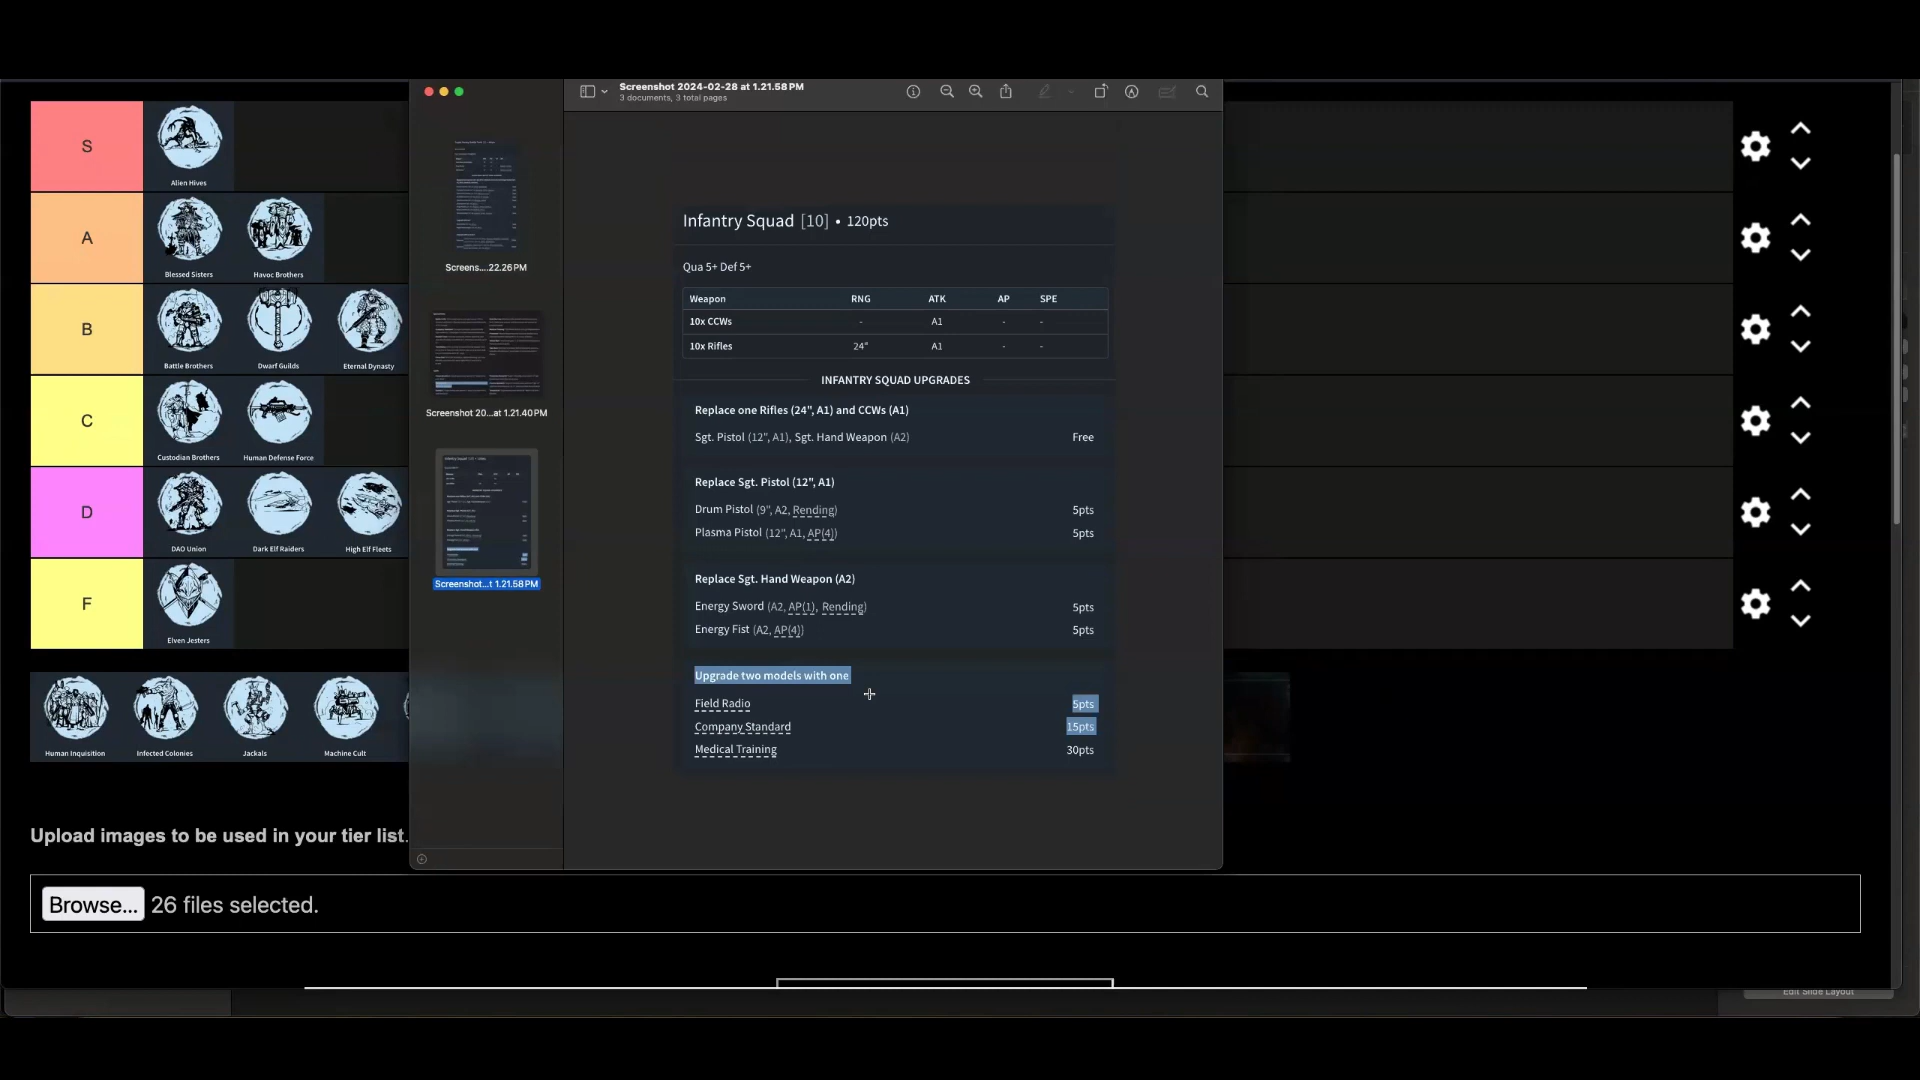 Screenshot 2024-02-28 at 1.21.58 PM
3 documents, 3 total pages
S
Alien Hives
A
Blessed Sisters
Havoc Brothers
B
Battle Brothers
Dwarf Guilds
Eternal Dynasty
C
Custodian Brothers
Human Defense Force
D
DAO Union
Dark Elf Raiders
High Elf Fleets
F
Elven Jesters
Human Inquisition
Infected Colonies
Jackals
Machine Cult
Screens....22.26 PM
Screenshot 20...at 1.21.40 PM
Screenshot...t 1.21.58 PM
Infantry Squad [10] • 120pts
Qua 5+ Def 5+
Weapon RNG ATK AP SPE
10x CCWs - A1 - -
10x Rifles 24" A1 - -
INFANTRY SQUAD UPGRADES
Replace one Rifles (24", A1) and CCWs (A1)
Sgt. Pistol (12", A1), Sgt. Hand Weapon (A2) Free
Replace Sgt. Pistol (12", A1)
Drum Pistol (9", A2, Rending) 5pts
Plasma Pistol (12", A1, AP(4)) 5pts
Replace Sgt. Hand Weapon (A2)
Energy Sword (A2, AP(1), Rending) 5pts
Energy Fist (A2, AP(4)) 5pts
Upgrade two models with one
Field Radio 5pts
Company Standard 15pts
Medical Training 30pts
Upload images to be used in your tier list.
Browse... 26 files selected.
Edit Slide Layout